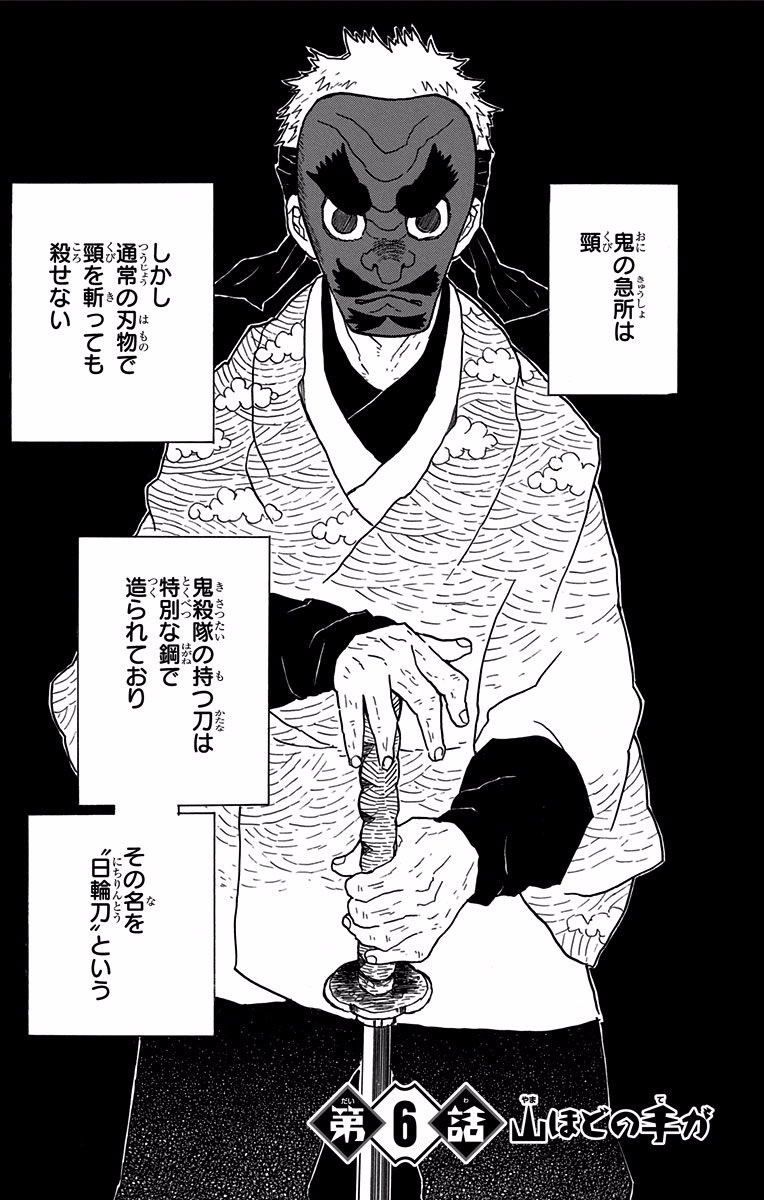 鬼の急所は
頸
しかし
通常の刃物で
頸を斬っても
殺せない
鬼殺隊の持つ刀は
特別な鋼で
造られており
その名を
〝日輪刀〟という
第6話 山ほどの手が